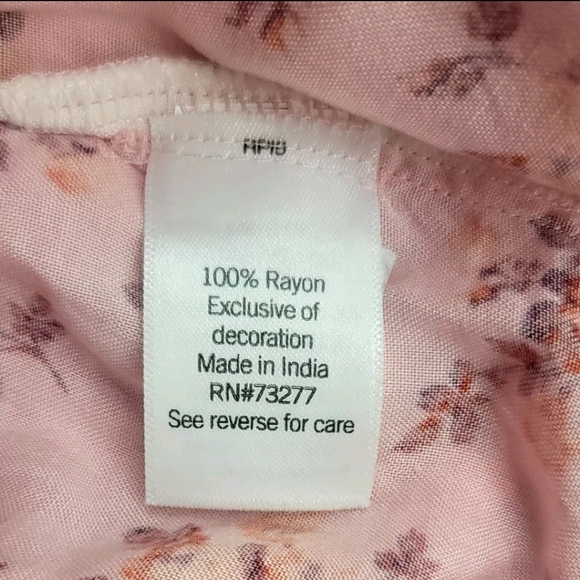 100% Rayon
Exclusive of
decoration
Made in India
RN#73277
See reverse for care